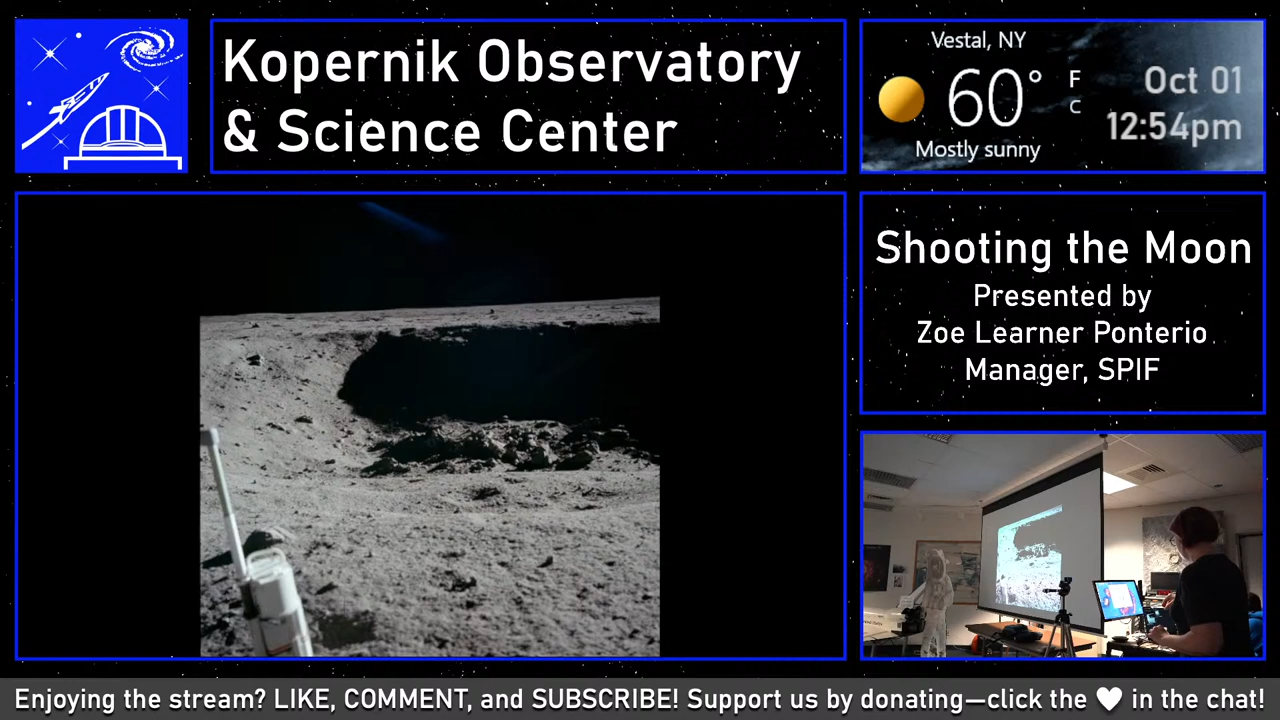 Kopernik Observatory
& Science Center
Vestal, NY
60° F
C
Mostly sunny
Oct 01
12:54pm
Shooting the Moon
Presented by
Zoe Learner Ponterio
Manager, SPIF
Enjoying the stream? LIKE, COMMENT, and SUBSCRIBE! Support us by donating—click the ♥ in the chat!